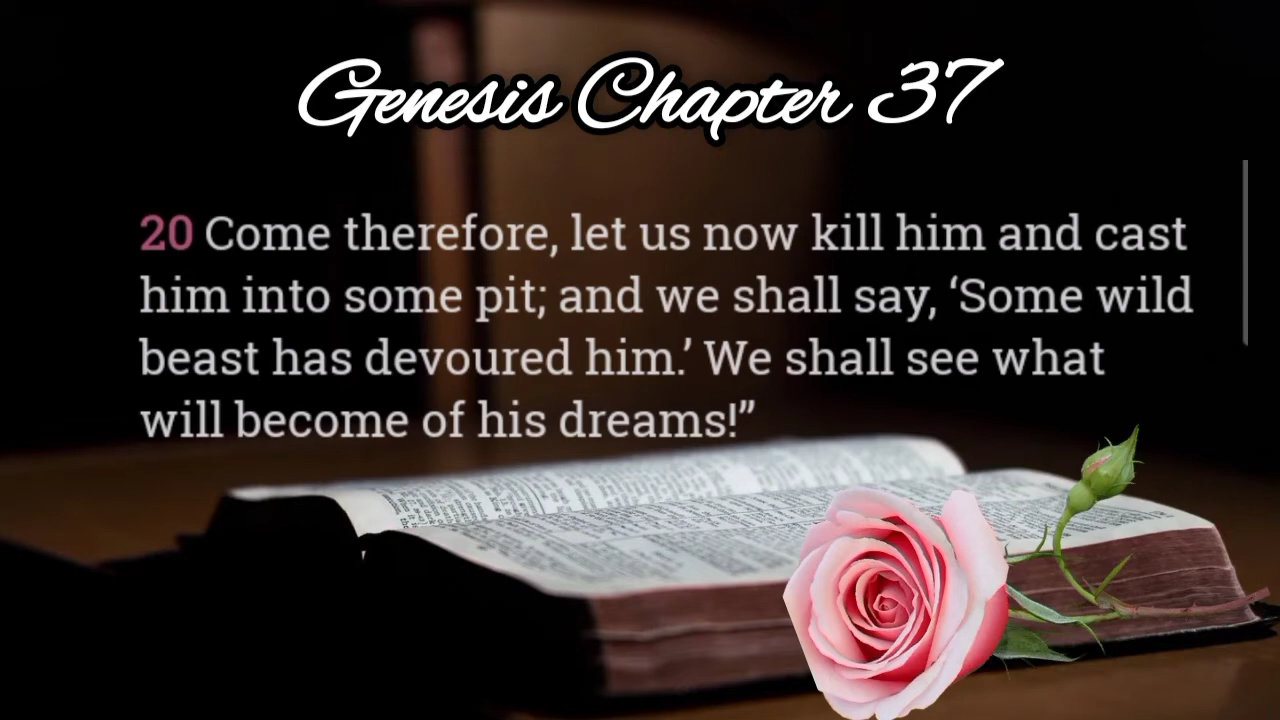 Genesis Chapter 37
20 Come therefore, let us now kill him and cast
him into some pit; and we shall say, ‘Some wild
beast has devoured him.’ We shall see what
will become of his dreams!”